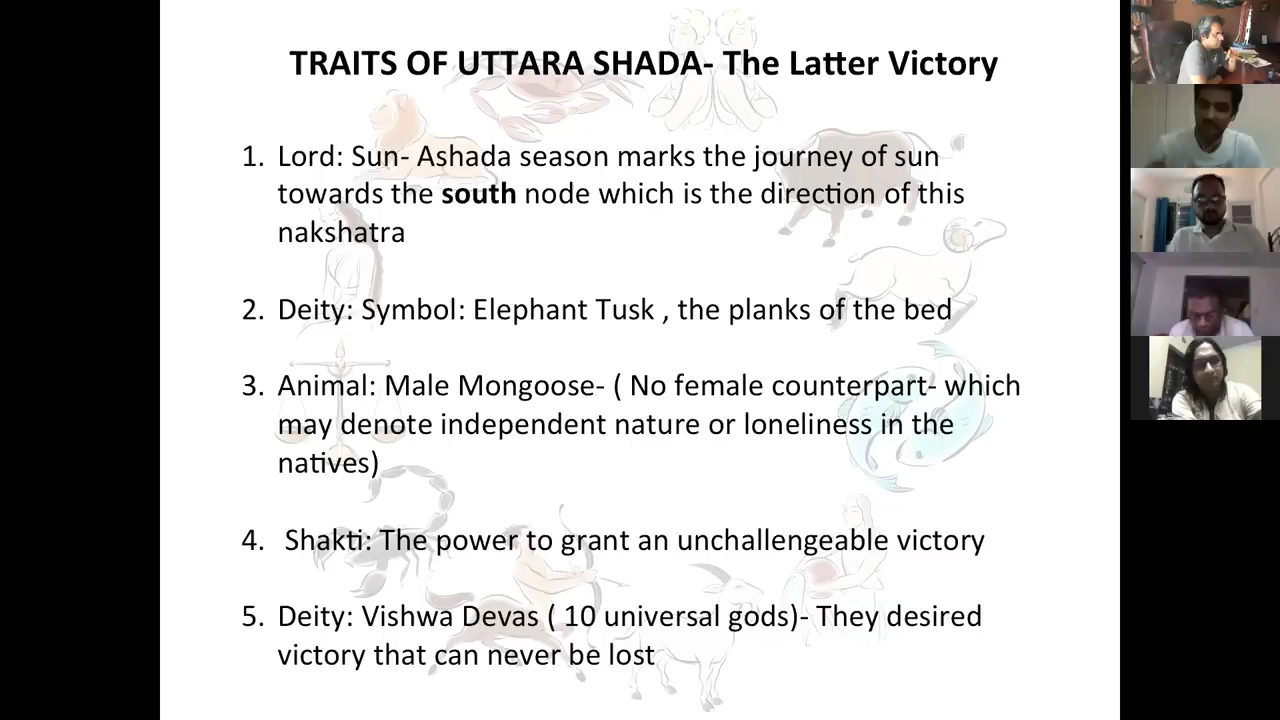 TRAITS OF UTTARA SHADA- The Latter Victory
1. Lord: Sun- Ashada season marks the journey of sun
towards the south node which is the direction of this
nakshatra
2. Deity: Symbol: Elephant Tusk , the planks of the bed
3. Animal: Male Mongoose- ( No female counterpart- which
may denote independent nature or loneliness in the
natives)
4. Shakti: The power to grant an unchallengeable victory
5. Deity: Vishwa Devas ( 10 universal gods)- They desired
victory that can never be lost